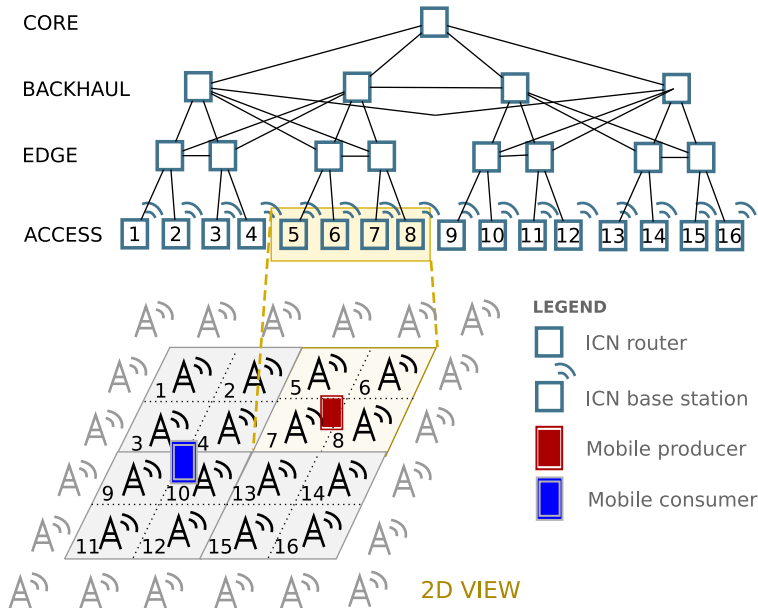 CORE
BACKHAUL
EDGE
ACCESS
1 2 3 4 5 6 7 8 9 10 11 12 13 14 15 16
LEGEND
ICN router
ICN base station
Mobile producer
Mobile consumer
1 2 5 6
3 4 7 8
9 10 13 14
11 12 15 16
2D VIEW